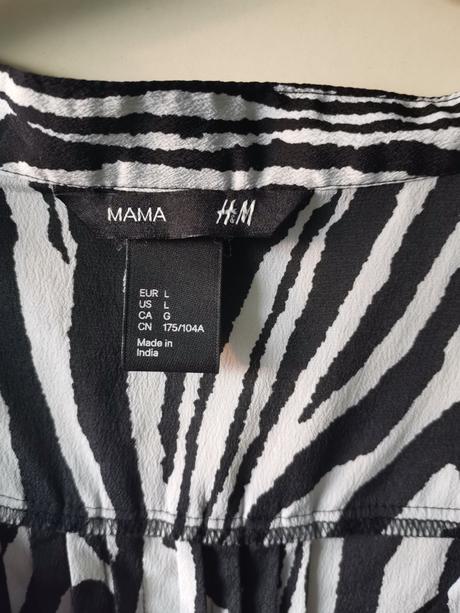 MAMA H&M
EUR L
US L
CA G
CN 175/104A
Made in
India